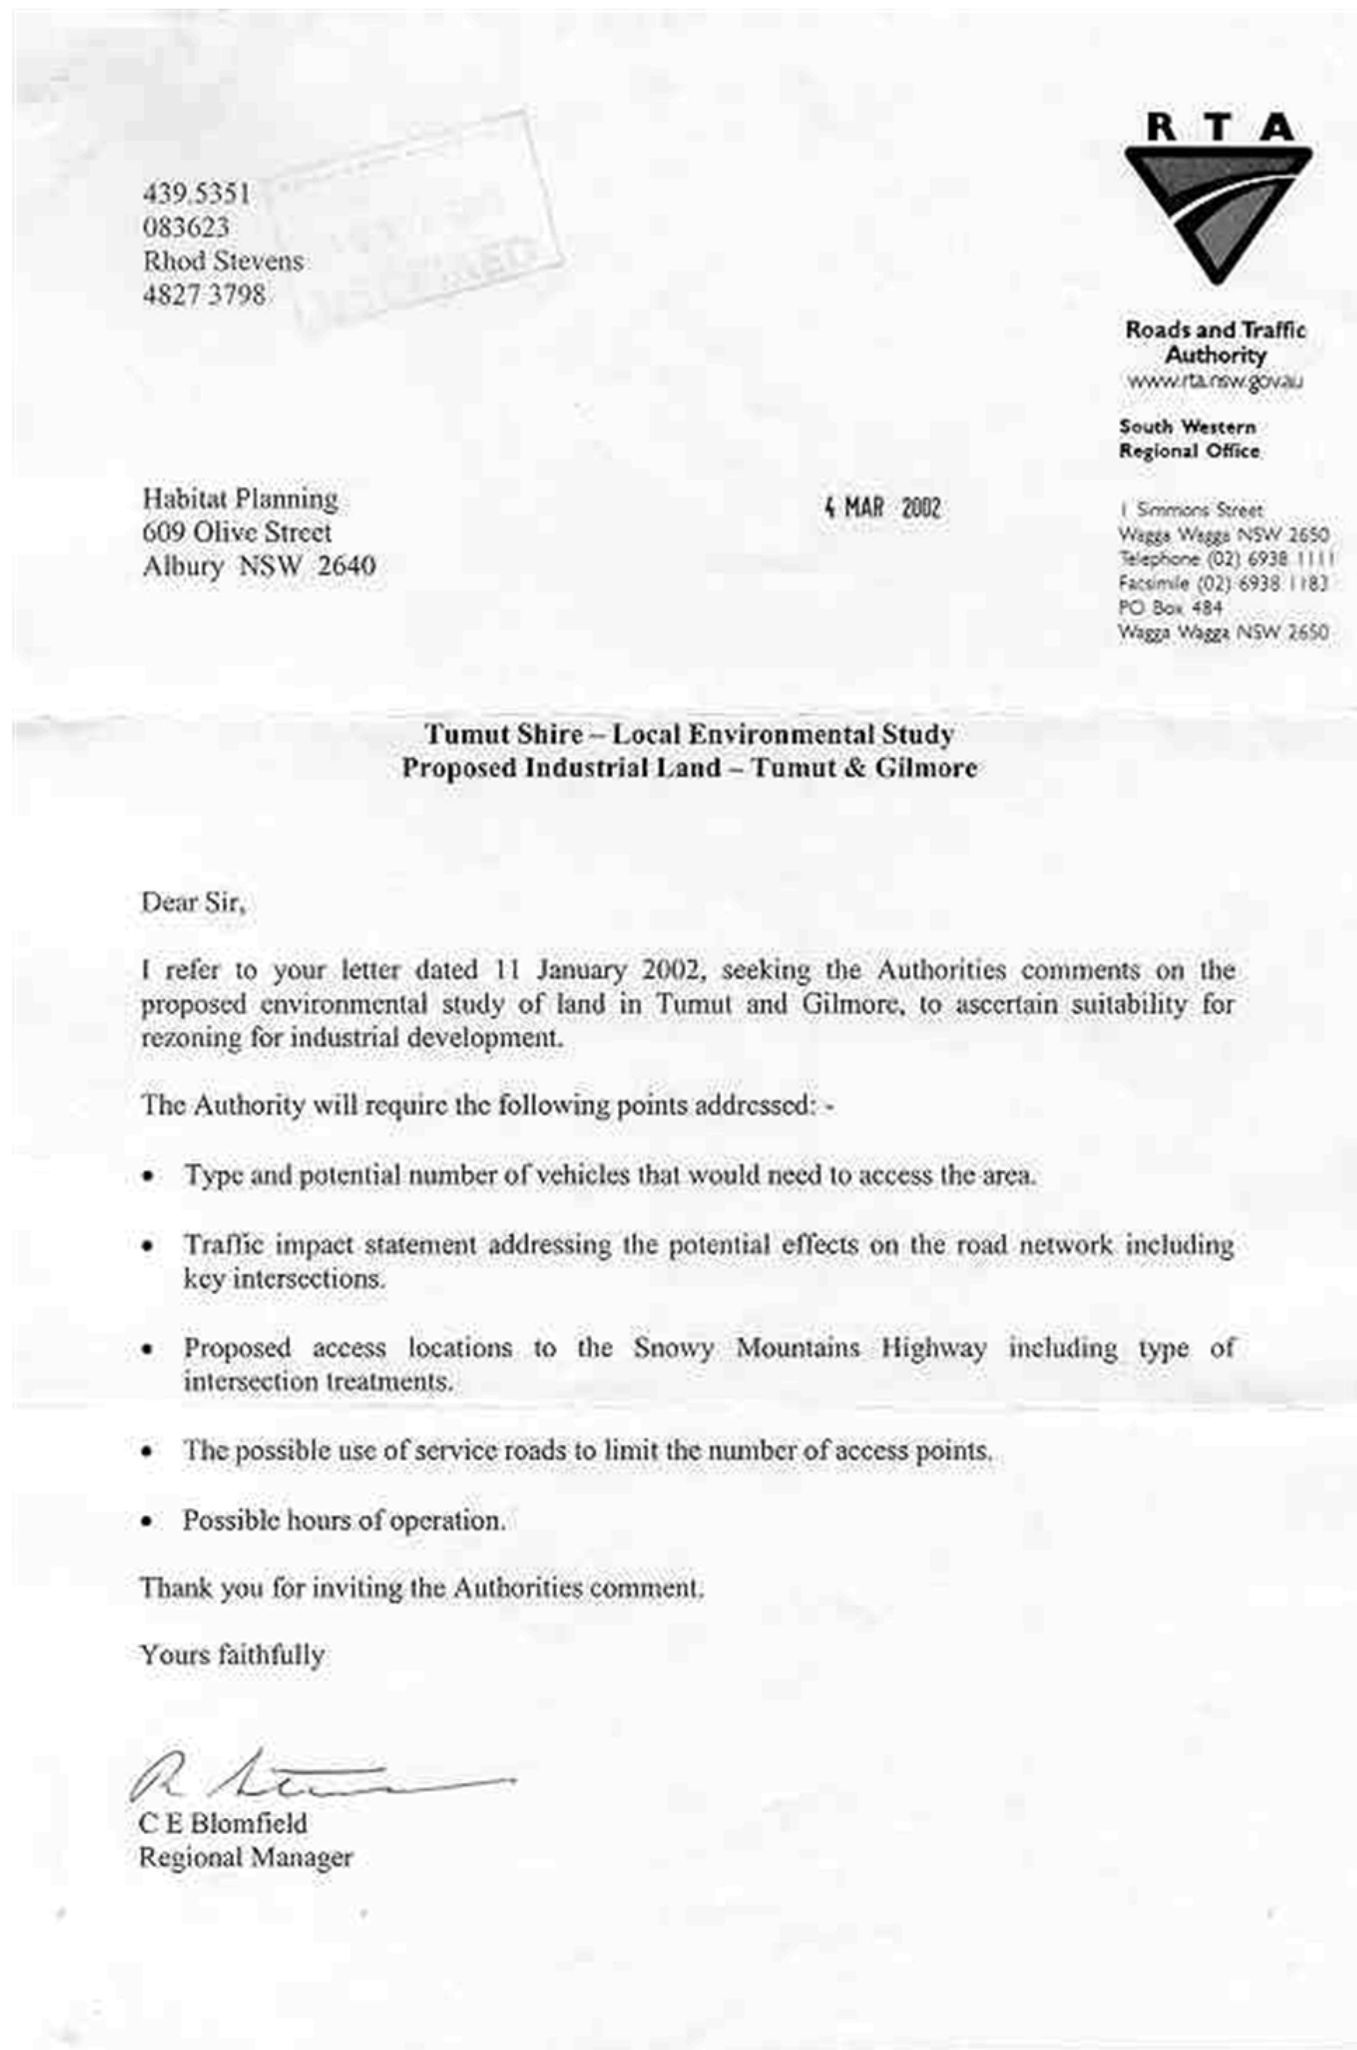 R T A
439.5351
083623
Rhod Stevens
4827 3798
Roads and Traffic
Authority
www.rta.nsw.gov.au
South Western
Regional Office
Habitat Planning
609 Olive Street
Albury NSW 2640
4 MAR 2002
1 Simmons Street
Wagga Wagga NSW 2650
Telephone (02) 6938 1111
Facsimile (02) 6938 1183
PO Box 484
Wagga Wagga NSW 2650
Tumut Shire – Local Environmental Study
Proposed Industrial Land – Tumut & Gilmore
Dear Sir,
I refer to your letter dated 11 January 2002, seeking the Authorities comments on the
proposed environmental study of land in Tumut and Gilmore, to ascertain suitability for
rezoning for industrial development.
The Authority will require the following points addressed: -
• Type and potential number of vehicles that would need to access the area.
• Traffic impact statement addressing the potential effects on the road network including
key intersections.
• Proposed access locations to the Snowy Mountains Highway including type of
intersection treatments.
• The possible use of service roads to limit the number of access points.
• Possible hours of operation.
Thank you for inviting the Authorities comment.
Yours faithfully
C E Blomfield
Regional Manager